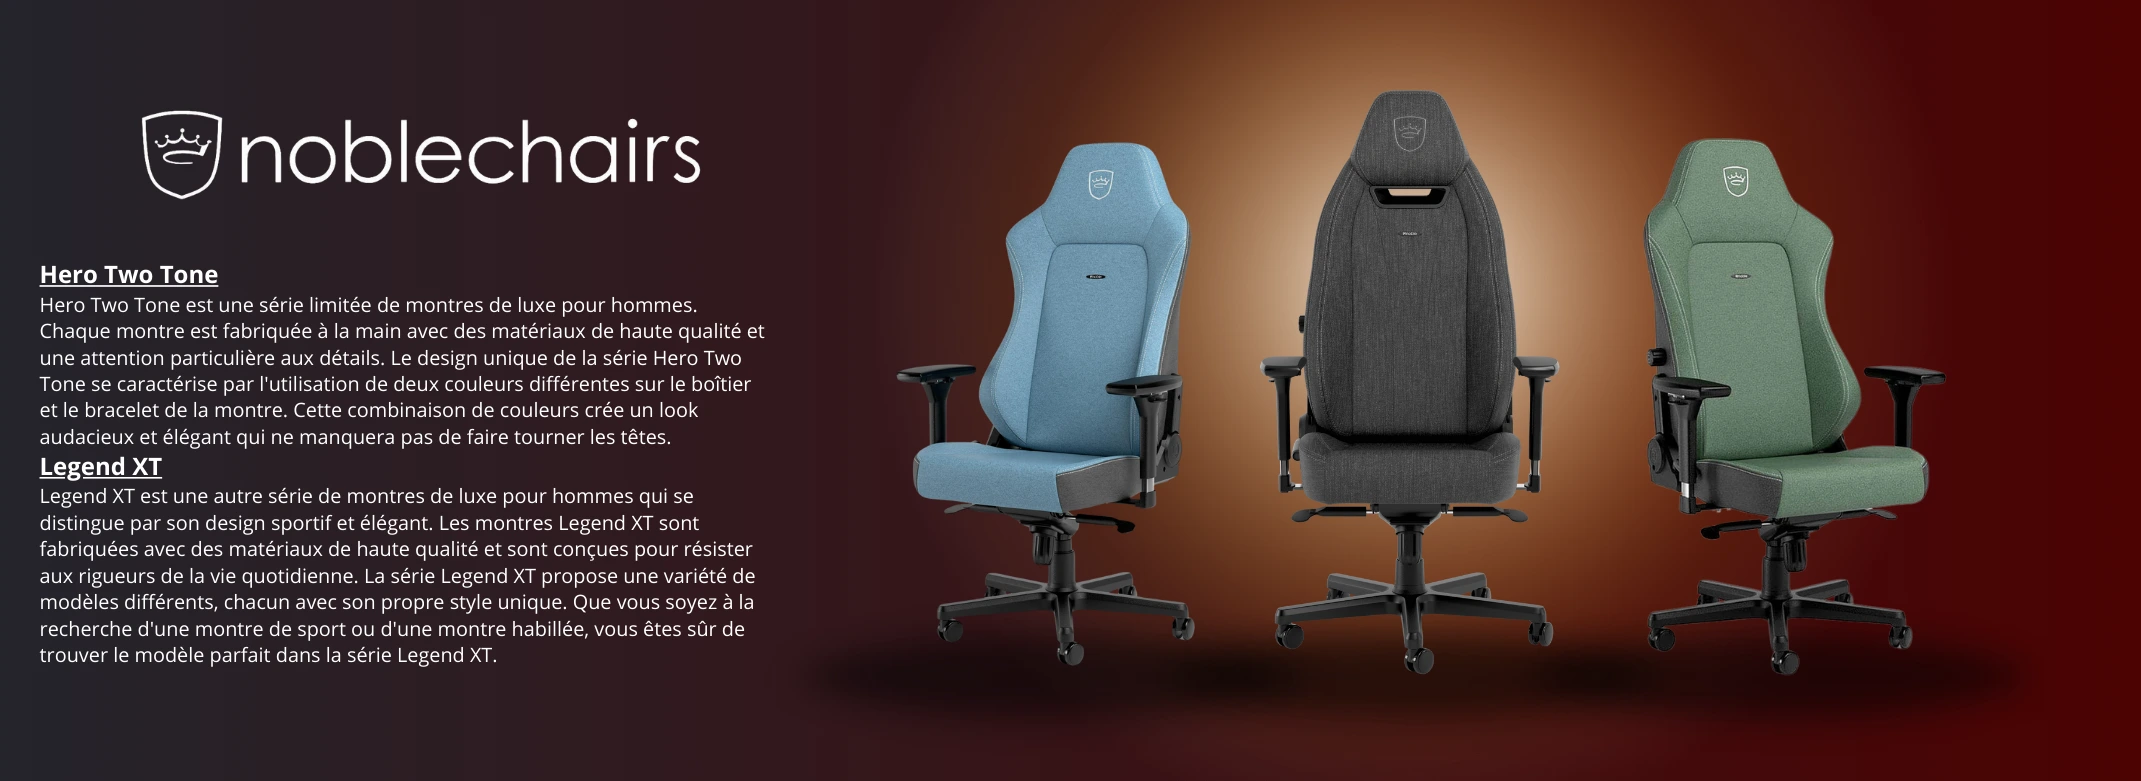 noblechairs
Hero Two Tone
Hero Two Tone est une série limitée de montres de luxe pour hommes.
Chaque montre est fabriquée à la main avec des matériaux de haute qualité et
une attention particulière aux détails. Le design unique de la série Hero Two
Tone se caractérise par l'utilisation de deux couleurs différentes sur le boîtier
et le bracelet de la montre. Cette combinaison de couleurs crée un look
audacieux et élégant qui ne manquera pas de faire tourner les têtes.
Legend XT
Legend XT est une autre série de montres de luxe pour hommes qui se
distingue par son design sportif et élégant. Les montres Legend XT sont
fabriquées avec des matériaux de haute qualité et sont conçues pour résister
aux rigueurs de la vie quotidienne. La série Legend XT propose une variété de
modèles différents, chacun avec son propre style unique. Que vous soyez à la
recherche d'une montre de sport ou d'une montre habillée, vous êtes sûr de
trouver le modèle parfait dans la série Legend XT.